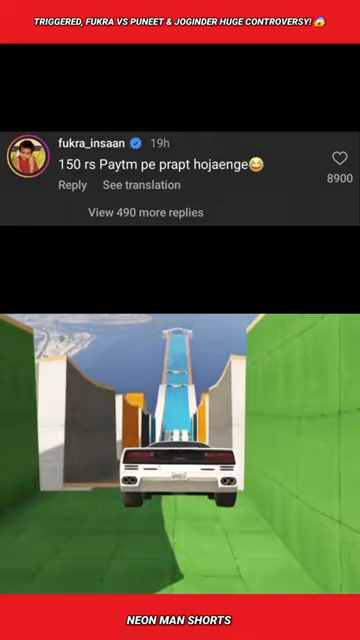 TRIGGERED, FUKRA VS PUNEET & JOGINDER HUGE CONTROVERSY! 😱
fukra_insaan 19h
150 rs Paytm pe prapt hojaenge😂
8900
Reply See translation
View 490 more replies
NEON MAN SHORTS